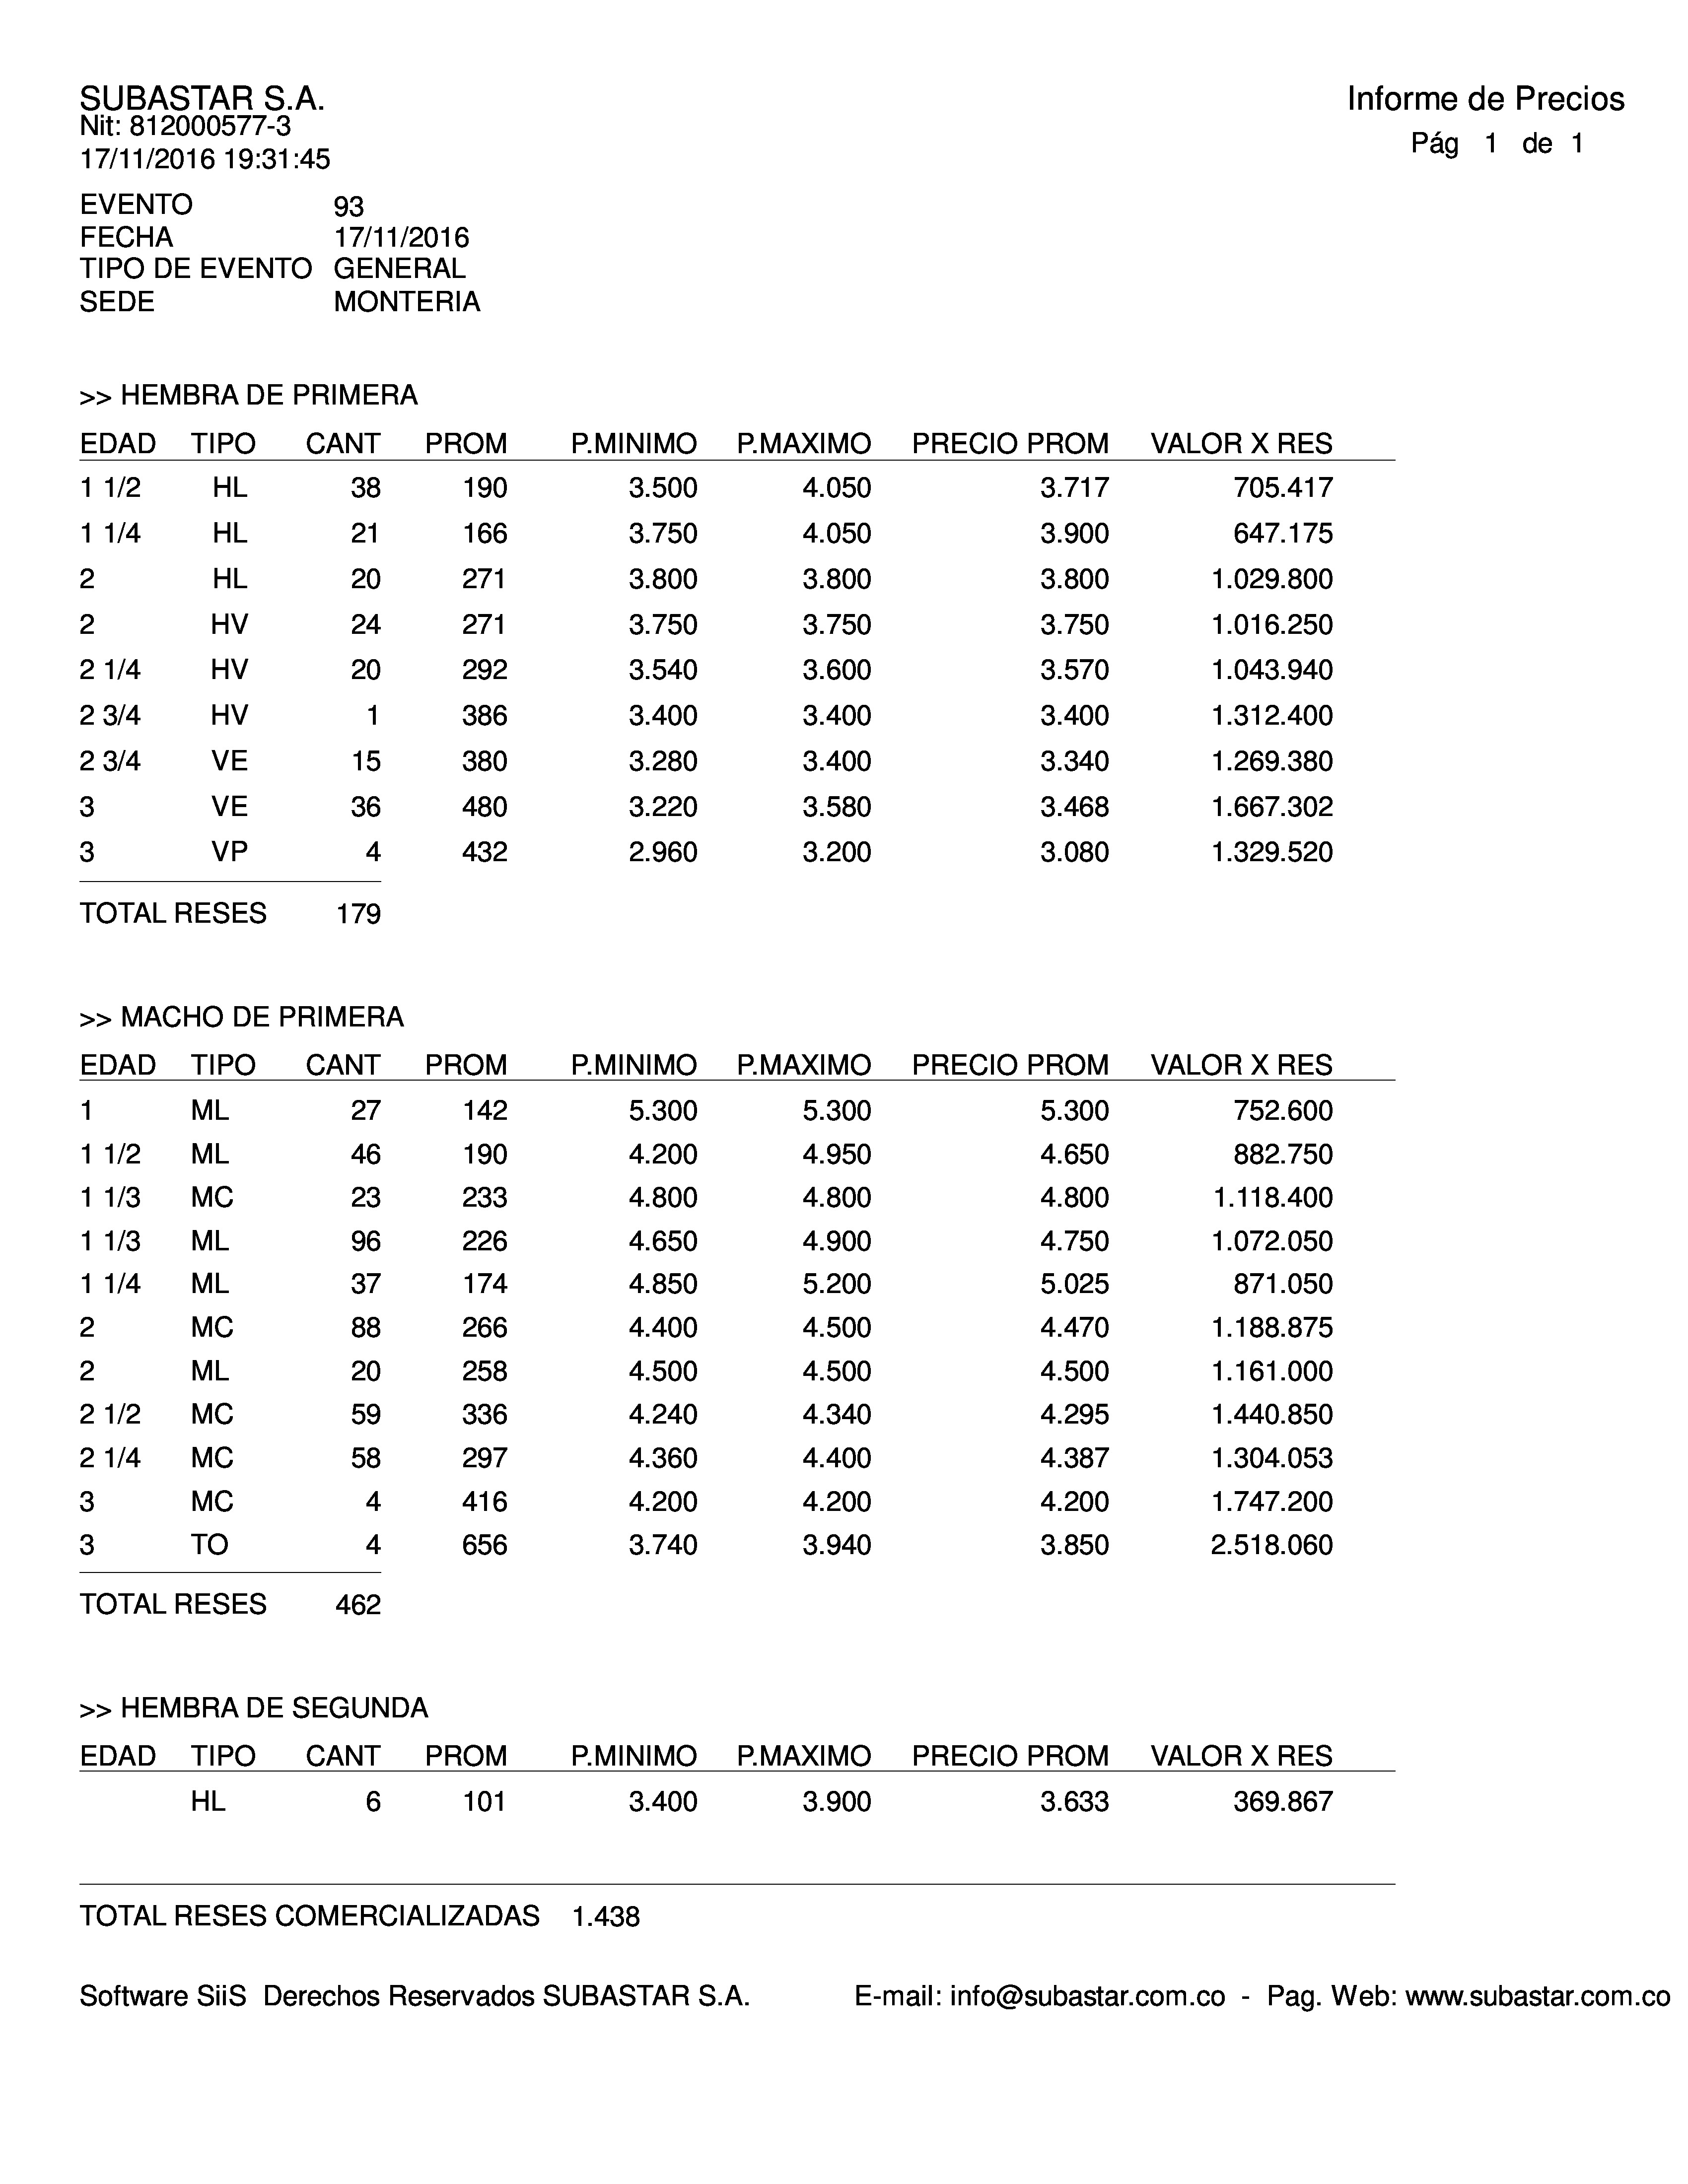 SUBASTAR S.A. Informe de Precios
Nit: 812000577-3
17/11/2016 19:31:45 Pág 1 de 1
EVENTO 93
FECHA 17/11/2016
TIPO DE EVENTO GENERAL
SEDE MONTERIA
>> HEMBRA DE PRIMERA
EDAD TIPO CANT PROM P.MINIMO P.MAXIMO PRECIO PROM VALOR X RES
1 1/2 HL 38 190 3.500 4.050 3.717 705.417
1 1/4 HL 21 166 3.750 4.050 3.900 647.175
2 HL 20 271 3.800 3.800 3.800 1.029.800
2 HV 24 271 3.750 3.750 3.750 1.016.250
2 1/4 HV 20 292 3.540 3.600 3.570 1.043.940
2 3/4 HV 1 386 3.400 3.400 3.400 1.312.400
2 3/4 VE 15 380 3.280 3.400 3.340 1.269.380
3 VE 36 480 3.220 3.580 3.468 1.667.302
3 VP 4 432 2.960 3.200 3.080 1.329.520
TOTAL RESES 179
>> MACHO DE PRIMERA
EDAD TIPO CANT PROM P.MINIMO P.MAXIMO PRECIO PROM VALOR X RES
1 ML 27 142 5.300 5.300 5.300 752.600
1 1/2 ML 46 190 4.200 4.950 4.650 882.750
1 1/3 MC 23 233 4.800 4.800 4.800 1.118.400
1 1/3 ML 96 226 4.650 4.900 4.750 1.072.050
1 1/4 ML 37 174 4.850 5.200 5.025 871.050
2 MC 88 266 4.400 4.500 4.470 1.188.875
2 ML 20 258 4.500 4.500 4.500 1.161.000
2 1/2 MC 59 336 4.240 4.340 4.295 1.440.850
2 1/4 MC 58 297 4.360 4.400 4.387 1.304.053
3 MC 4 416 4.200 4.200 4.200 1.747.200
3 TO 4 656 3.740 3.940 3.850 2.518.060
TOTAL RESES 462
>> HEMBRA DE SEGUNDA
EDAD TIPO CANT PROM P.MINIMO P.MAXIMO PRECIO PROM VALOR X RES
HL 6 101 3.400 3.900 3.633 369.867
TOTAL RESES COMERCIALIZADAS 1.438
Software SiiS Derechos Reservados SUBASTAR S.A. E-mail: info@subastar.com.co - Pag. Web: www.subastar.com.co